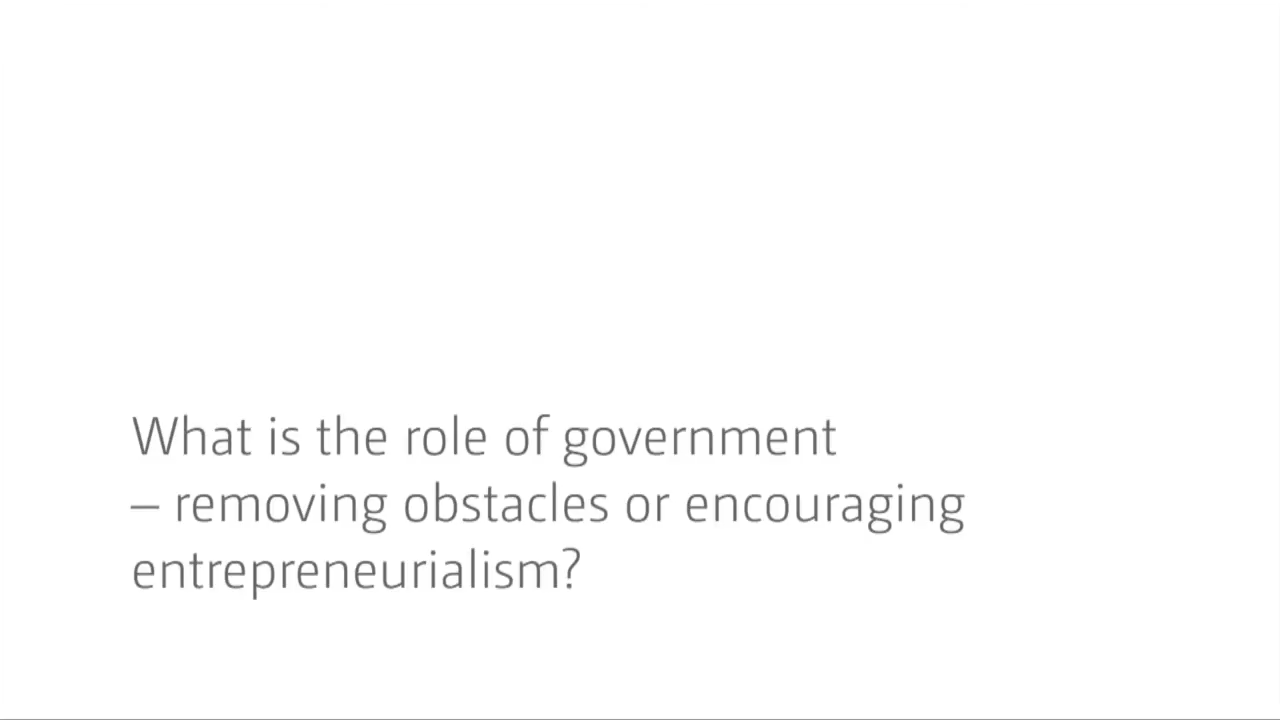 What is the role of government
– removing obstacles or encouraging
entrepreneurialism?